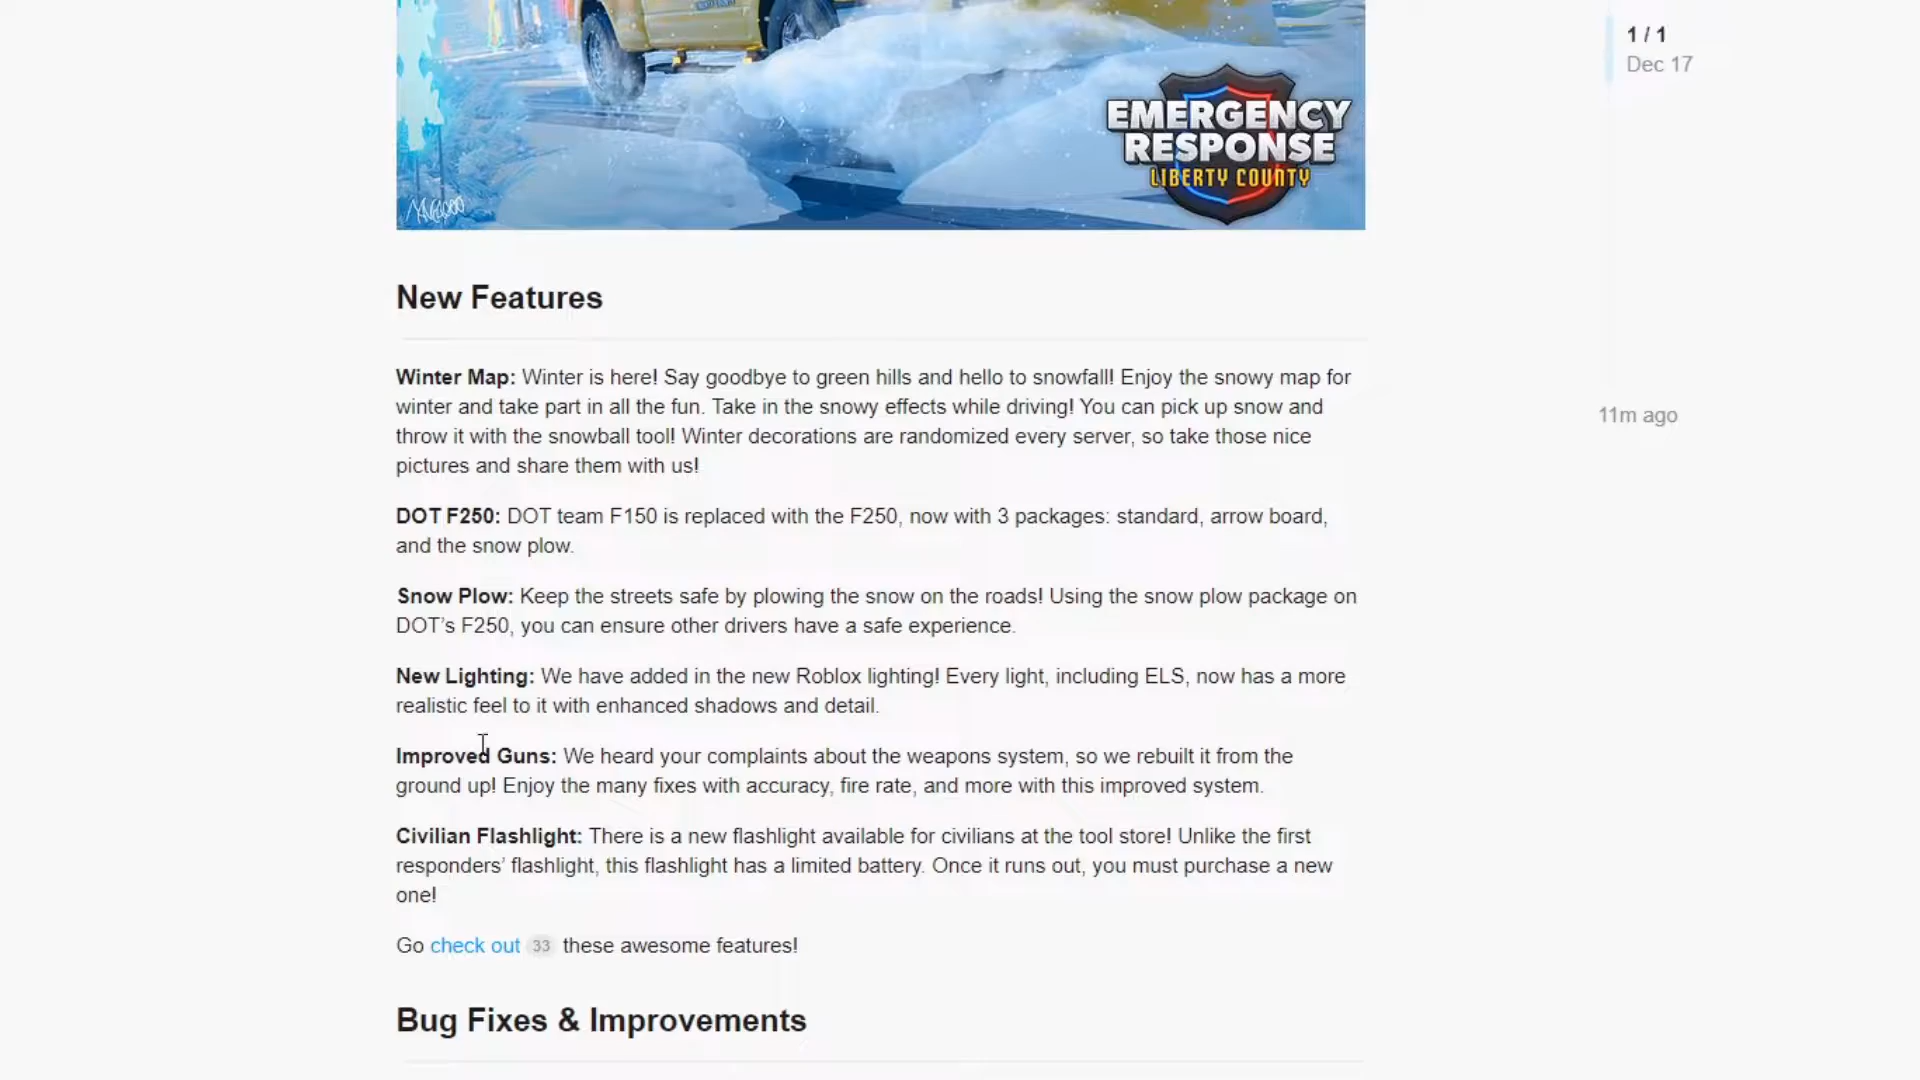 1 / 1
Dec 17
EMERGENCY
RESPONSE
LIBERTY COUNTY
New Features
Winter Map: Winter is here! Say goodbye to green hills and hello to snowfall! Enjoy the snowy map for
winter and take part in all the fun. Take in the snowy effects while driving! You can pick up snow and
throw it with the snowball tool! Winter decorations are randomized every server, so take those nice
pictures and share them with us!
11m ago
DOT F250: DOT team F150 is replaced with the F250, now with 3 packages: standard, arrow board,
and the snow plow.
Snow Plow: Keep the streets safe by plowing the snow on the roads! Using the snow plow package on
DOT’s F250, you can ensure other drivers have a safe experience.
New Lighting: We have added in the new Roblox lighting! Every light, including ELS, now has a more
realistic feel to it with enhanced shadows and detail.
Improved Guns: We heard your complaints about the weapons system, so we rebuilt it from the
ground up! Enjoy the many fixes with accuracy, fire rate, and more with this improved system.
Civilian Flashlight: There is a new flashlight available for civilians at the tool store! Unlike the first
responders’ flashlight, this flashlight has a limited battery. Once it runs out, you must purchase a new
one!
Go check out 33 these awesome features!
Bug Fixes & Improvements